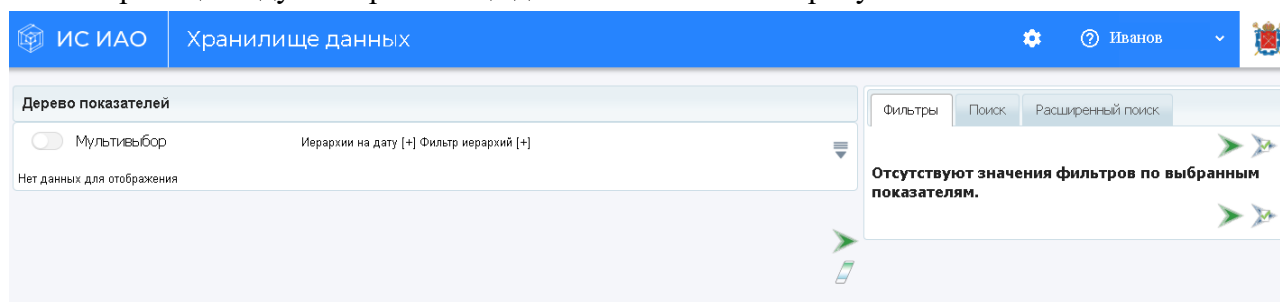 ИС ИАО
Хранилище данных
Иванов
Дерево показателей
Мультивыбор
Иерархии на дату [+] Фильтр иерархий [+]
Нет данных для отображения
Фильтры
Поиск
Расширенный поиск
Отсутствуют значения фильтров по выбранным
показателям.